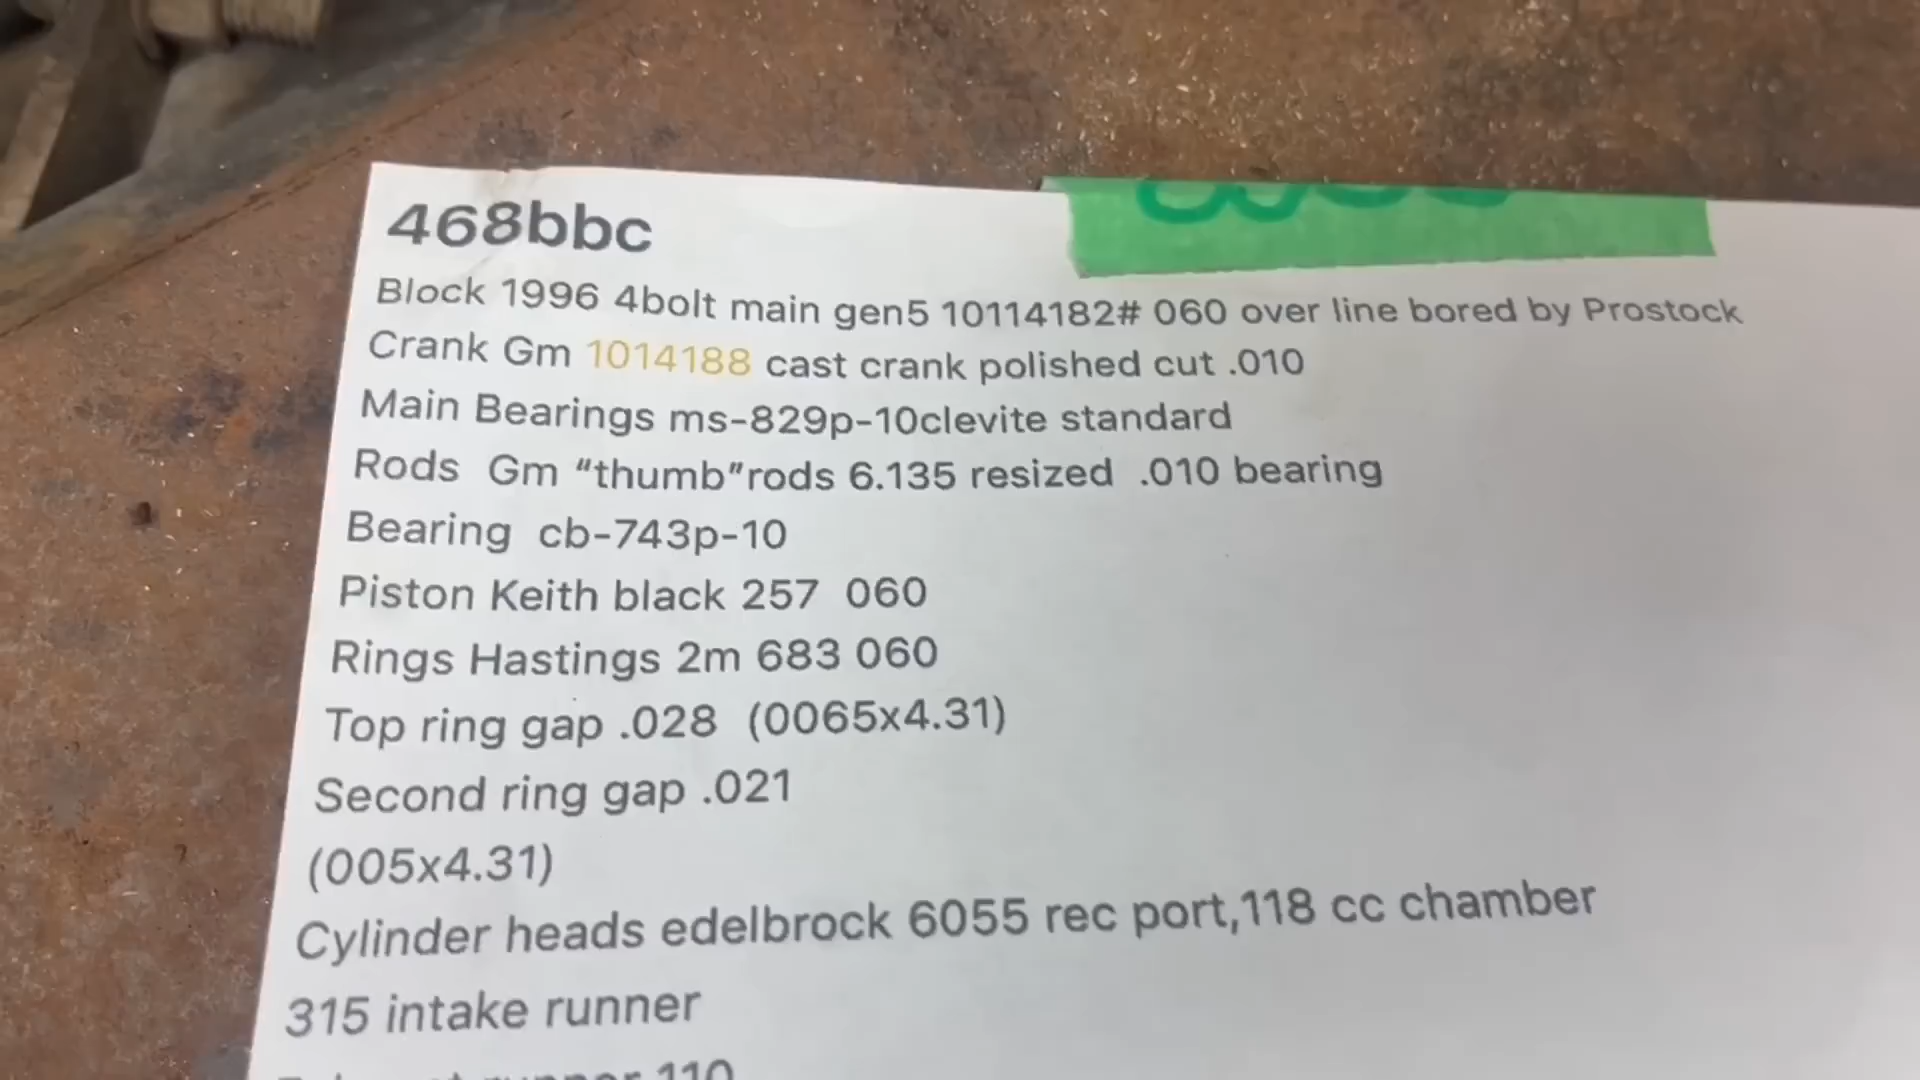 468bbc
Block 1996 4bolt main gen5 10114182# 060 over line bored by Prostock
Crank Gm 1014188 cast crank polished cut .010
Main Bearings ms-829p-10clevite standard
Rods Gm “thumb”rods 6.135 resized .010 bearing
Bearing cb-743p-10
Piston Keith black 257 060
Rings Hastings 2m 683 060
Top ring gap .028 (0065x4.31)
Second ring gap .021
(005x4.31)
Cylinder heads edelbrock 6055 rec port,118 cc chamber
315 intake runner
runner 110